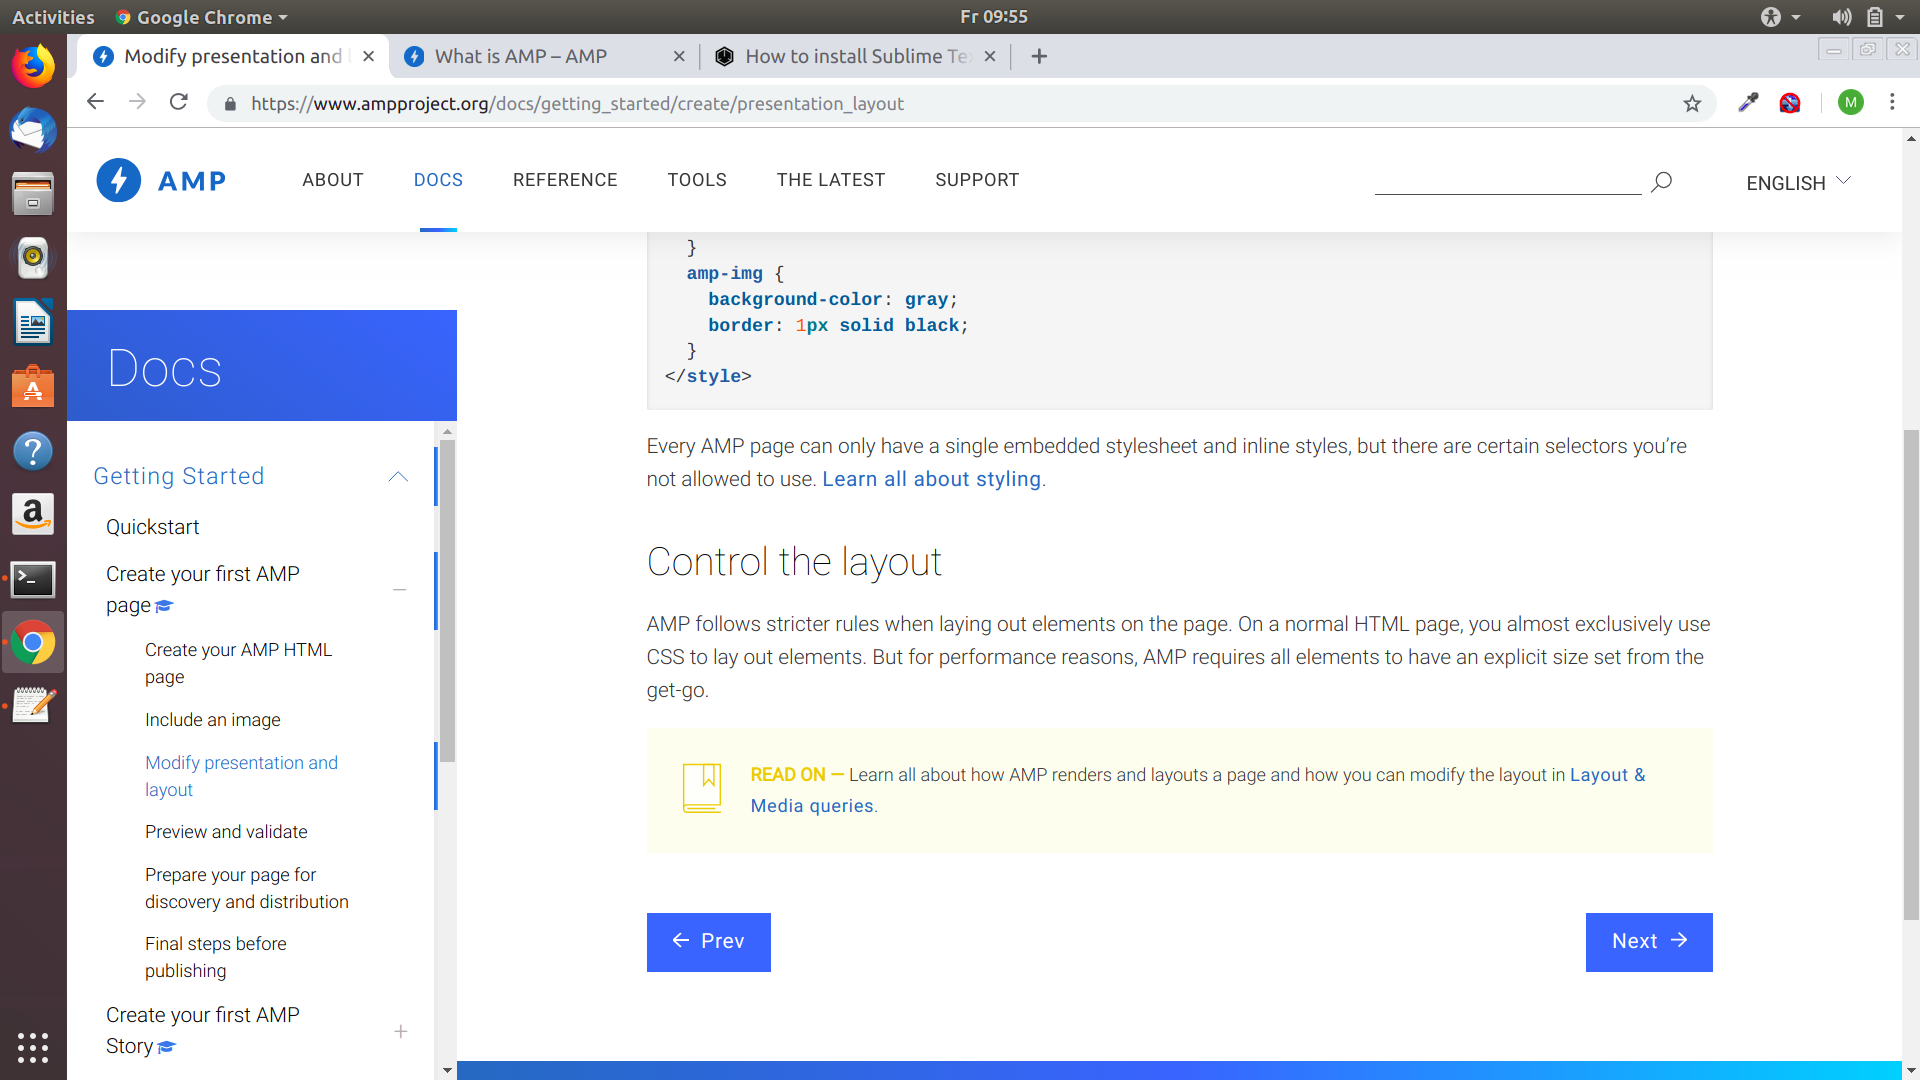 Activities
Google Chrome
Fr 09:55
Modify presentation and
What is AMP – AMP
How to install Sublime Te
https://www.ampproject.org/docs/getting_started/create/presentation_layout
M
AMP
ABOUT
DOCS
REFERENCE
TOOLS
THE LATEST
SUPPORT
ENGLISH
Docs
Getting Started
Quickstart
Create your first AMP
page
Create your AMP HTML
page
Include an image
Modify presentation and
layout
Preview and validate
Prepare your page for
discovery and distribution
Final steps before
publishing
Create your first AMP
Story
}
amp-img {
background-color: gray;
border: 1px solid black;
}
</style>
Every AMP page can only have a single embedded stylesheet and inline styles, but there are certain selectors you’re
not allowed to use. Learn all about styling.
Control the layout
AMP follows stricter rules when laying out elements on the page. On a normal HTML page, you almost exclusively use
CSS to lay out elements. But for performance reasons, AMP requires all elements to have an explicit size set from the
get-go.
READ ON — Learn all about how AMP renders and layouts a page and how you can modify the layout in Layout &
Media queries.
← Prev
Next →